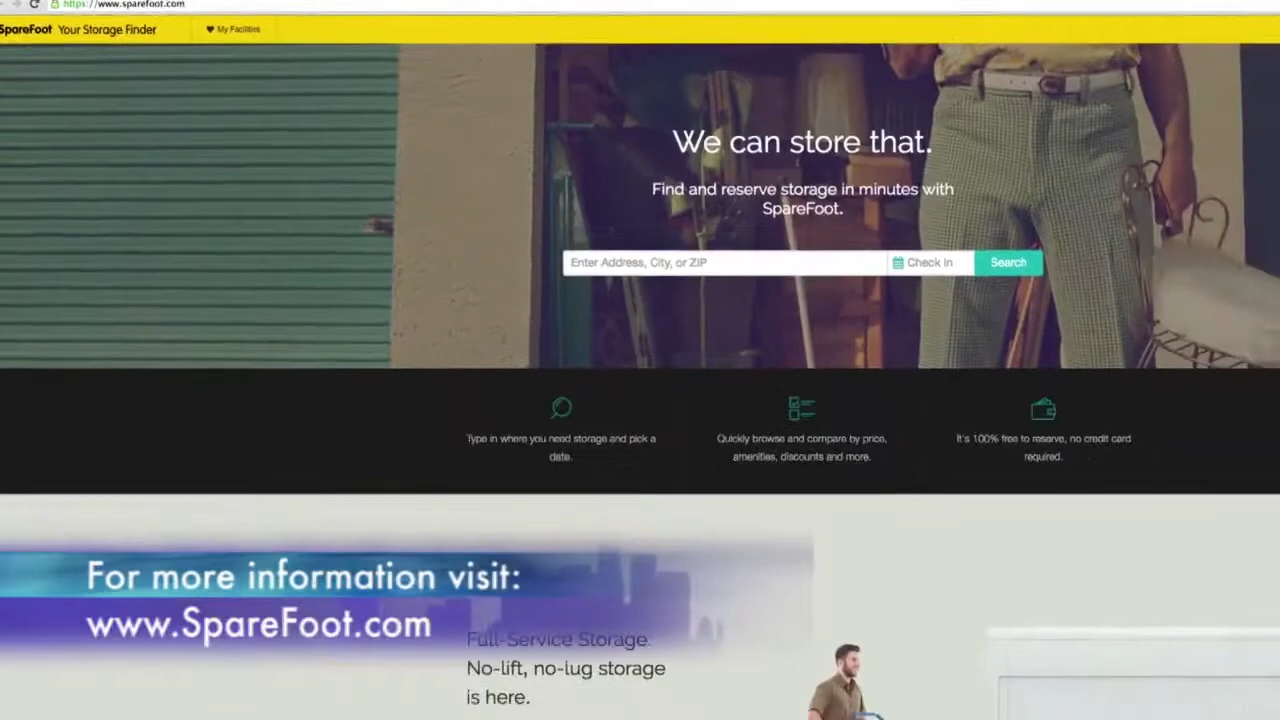 https://www.sparefoot.com
SpareFoot Your Storage Finder
My Facilities
We can store that.
Find and reserve storage in minutes with
SpareFoot.
Enter Address, City, or ZIP
Check In
Search
Type in where you need storage and pick a
date.
Quickly browse and compare by price,
amenities, discounts and more.
It's 100% free to reserve, no credit card
required.
For more information visit:
www.SpareFoot.com
Full-Service Storage.
No-lift, no-lug storage
is here.